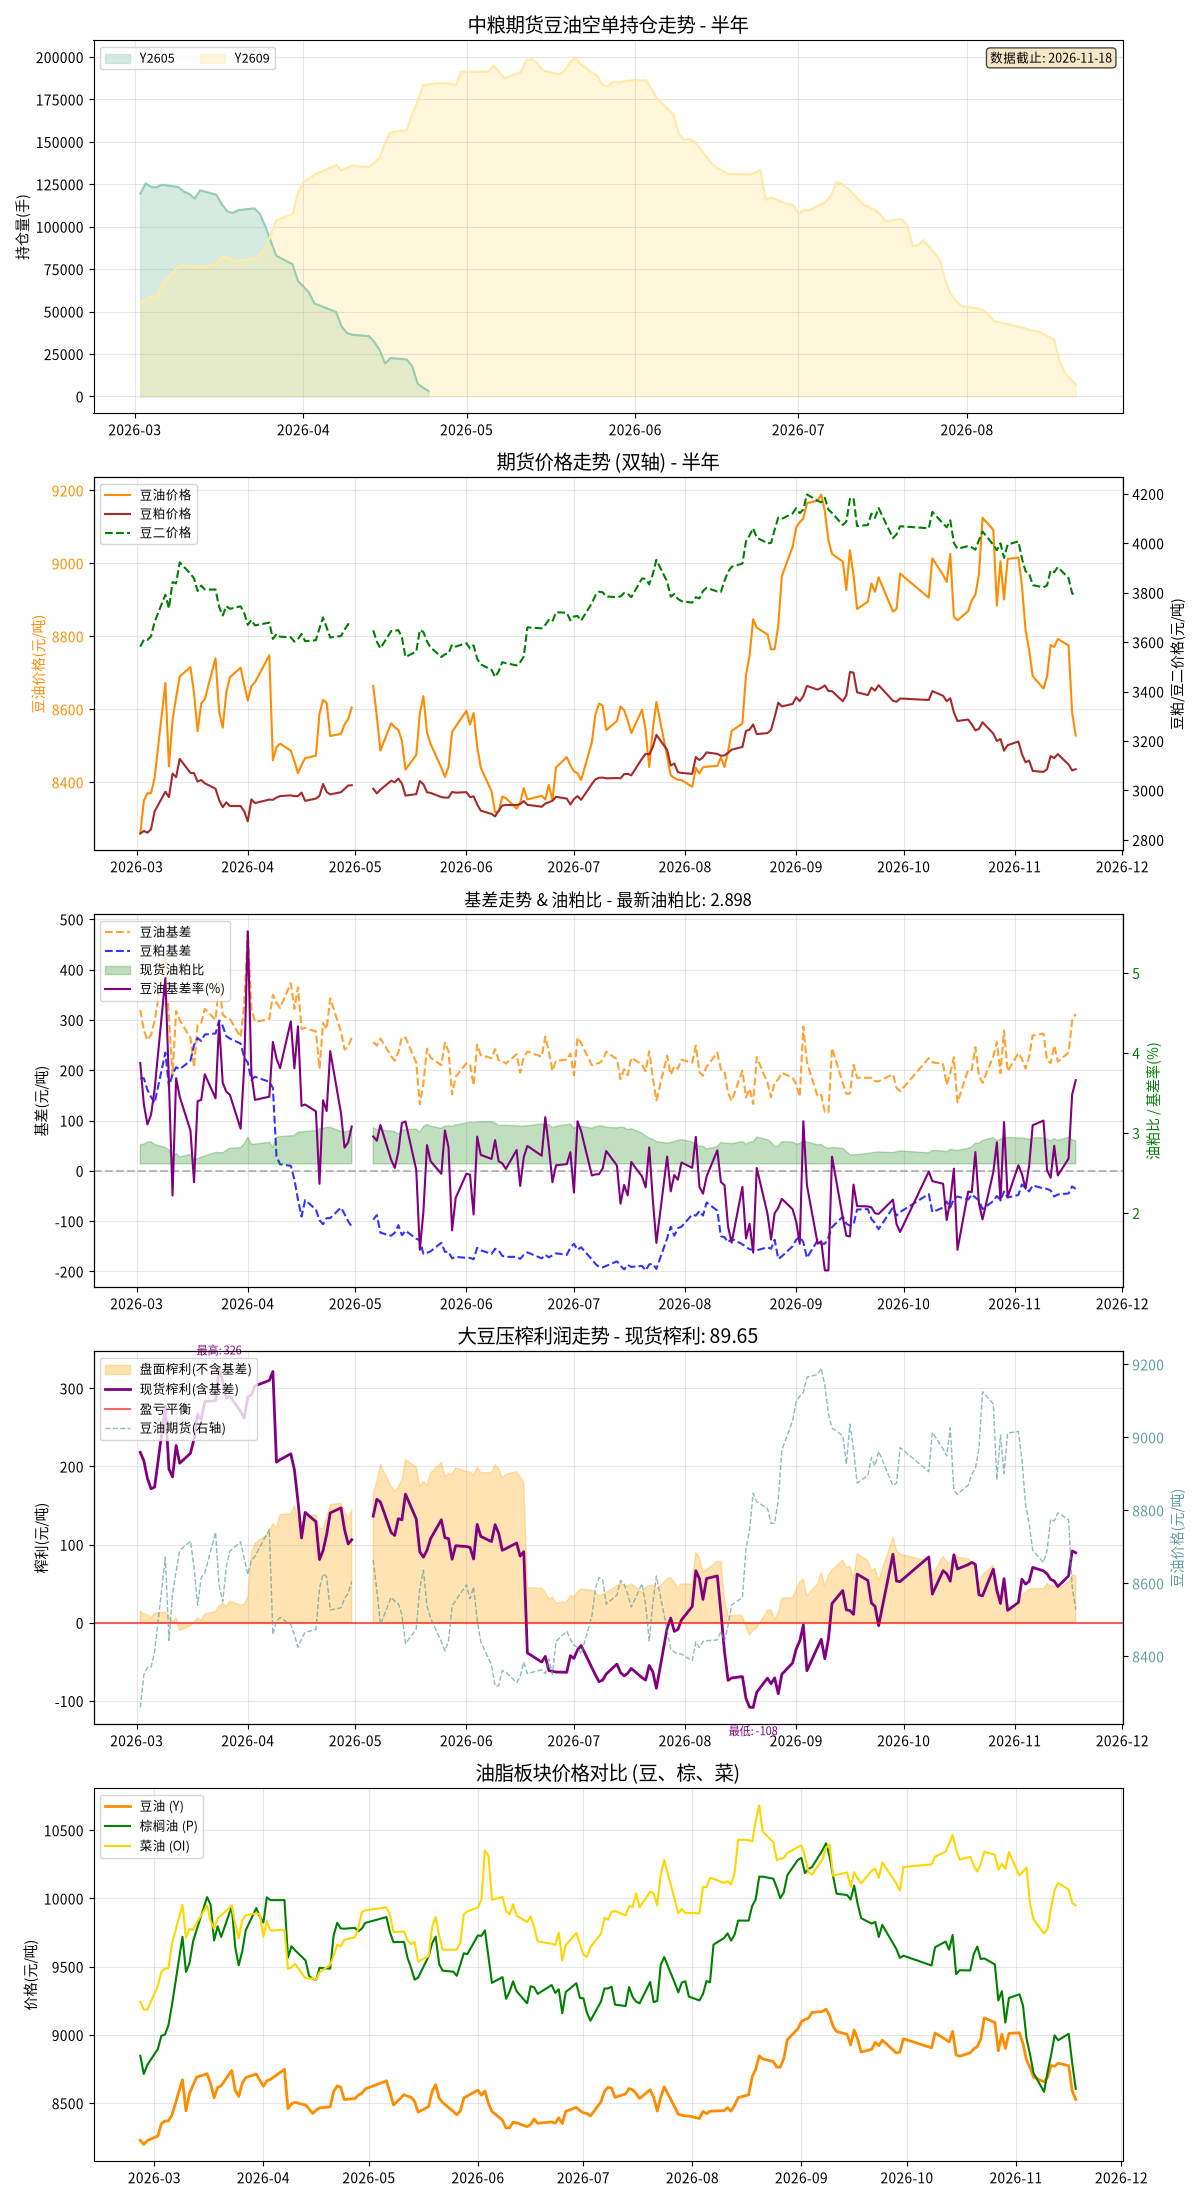 中粮期货豆油空单持仓走势 - 半年
Y2605
Y2609
数据截止: 2026-11-18
持仓量(手)
200000
175000
150000
125000
100000
75000
50000
25000
0
2026-03
2026-04
2026-05
2026-06
2026-07
2026-08
期货价格走势 (双轴) - 半年
豆油价格
豆粕价格
豆二价格
豆油价格(元/吨)
9200
9000
8800
8600
8400
豆粕/豆二价格(元/吨)
4200
4000
3800
3600
3400
3200
3000
2800
2026-03
2026-04
2026-05
2026-06
2026-07
2026-08
2026-09
2026-10
2026-11
2026-12
基差走势 & 油粕比 - 最新油粕比: 2.898
豆油基差
豆粕基差
现货油粕比
豆油基差率(%)
基差(元/吨)
500
400
300
200
100
0
-100
-200
油粕比 / 基差率(%)
5
4
3
2
2026-03
2026-04
2026-05
2026-06
2026-07
2026-08
2026-09
2026-10
2026-11
2026-12
大豆压榨利润走势 - 现货榨利: 89.65
最高: 326
盘面榨利(不含基差)
现货榨利(含基差)
盈亏平衡
豆油期货(右轴)
榨利(元/吨)
300
200
100
0
-100
豆油价格(元/吨)
9200
9000
8800
8600
8400
最低: -108
2026-03
2026-04
2026-05
2026-06
2026-07
2026-08
2026-09
2026-10
2026-11
2026-12
油脂板块价格对比 (豆、棕、菜)
豆油 (Y)
棕榈油 (P)
菜油 (OI)
价格(元/吨)
10500
10000
9500
9000
8500
2026-03
2026-04
2026-05
2026-06
2026-07
2026-08
2026-09
2026-10
2026-11
2026-12